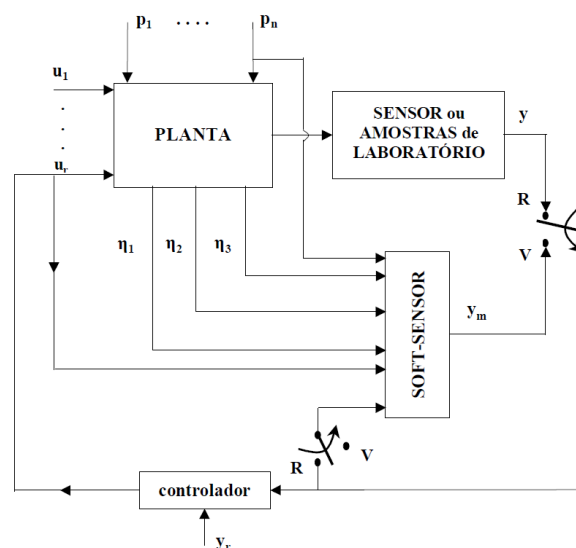 p₁ . . . . pₙ
u₁
.
.
.
uᵣ
PLANTA
SENSOR ou
AMOSTRAS de
LABORATÓRIO
y
R
V
η₁ η₂ η₃
SOFT-SENSOR
yₘ
R V
controlador
yᵣ